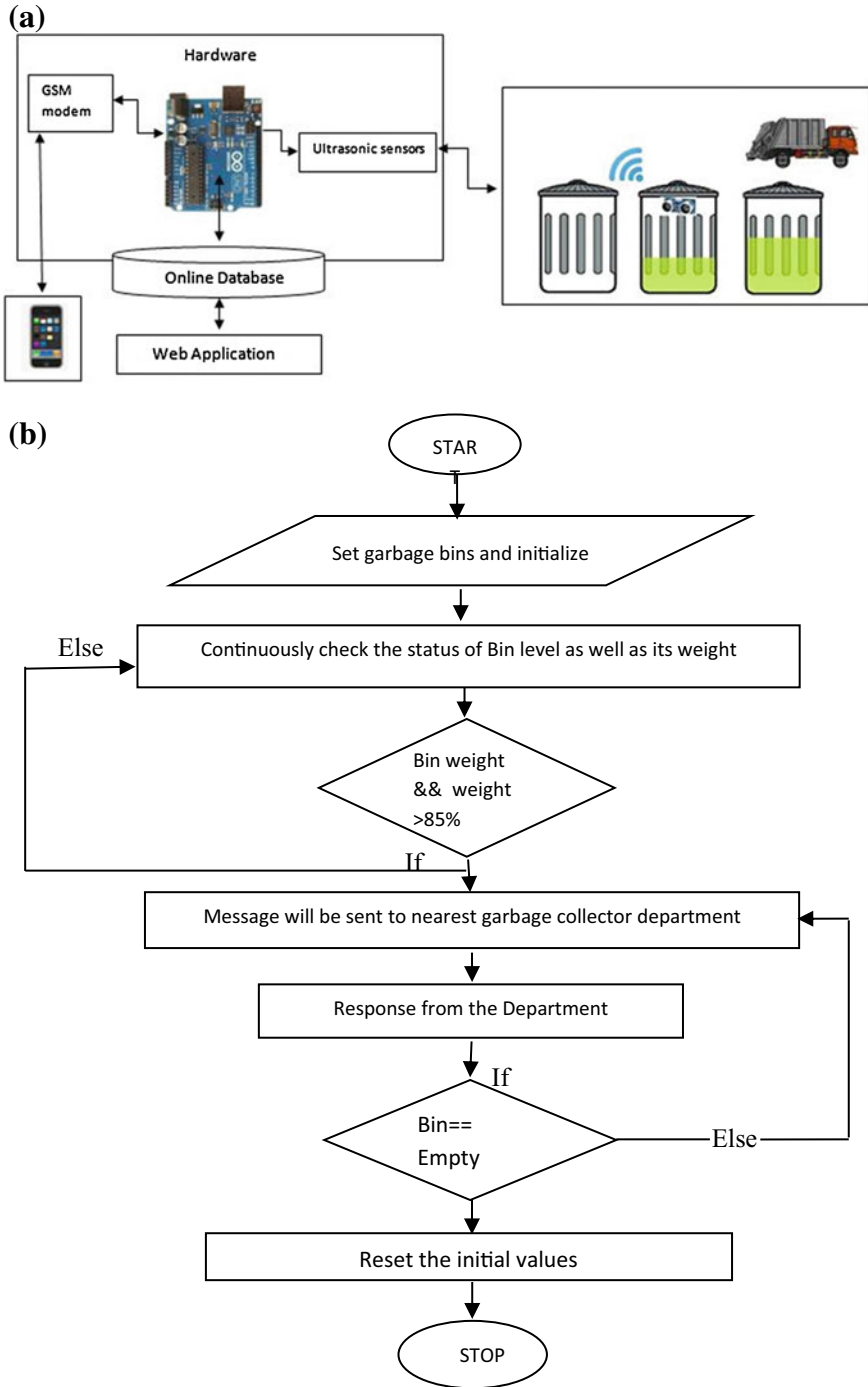 (a)
Hardware
GSM
modem
Ultrasonic sensors
Online Database
Web Application
(b)
STAR
T
Set garbage bins and initialize
Else
Continuously check the status of Bin level as well as its weight
Bin weight
&& weight
>85%
If
Message will be sent to nearest garbage collector department
Response from the Department
If
Bin==
Empty
Else
Reset the initial values
STOP